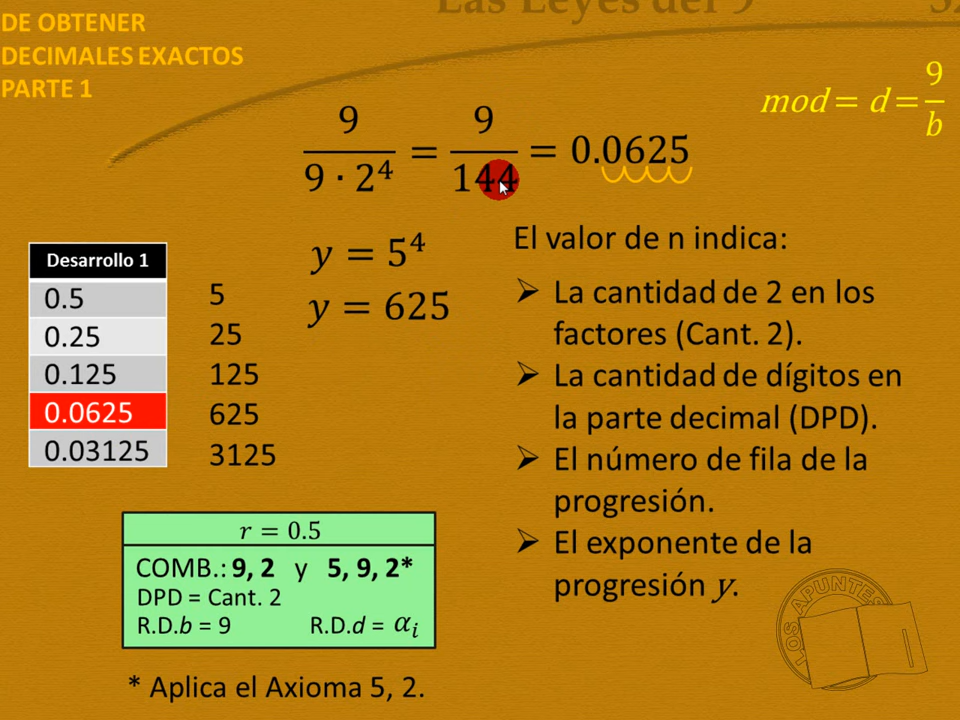 Las Leyes del 9
DE OBTENER
DECIMALES EXACTOS
PARTE 1
mod = d = 9/b
9/(9 · 2⁴) = 9/144 = 0.0625
y = 5⁴
y = 625
El valor de n indica:
➢ La cantidad de 2 en los
factores (Cant. 2).
➢ La cantidad de dígitos en
la parte decimal (DPD).
➢ El número de fila de la
progresión.
➢ El exponente de la
progresión y.
Desarrollo 1
0.5 5
0.25 25
0.125 125
0.0625 625
0.03125 3125
r = 0.5
COMB.: 9, 2 y 5, 9, 2*
DPD = Cant. 2
R.D.b = 9 R.D.d = αᵢ
* Aplica el Axioma 5, 2.
LOS APUNTES